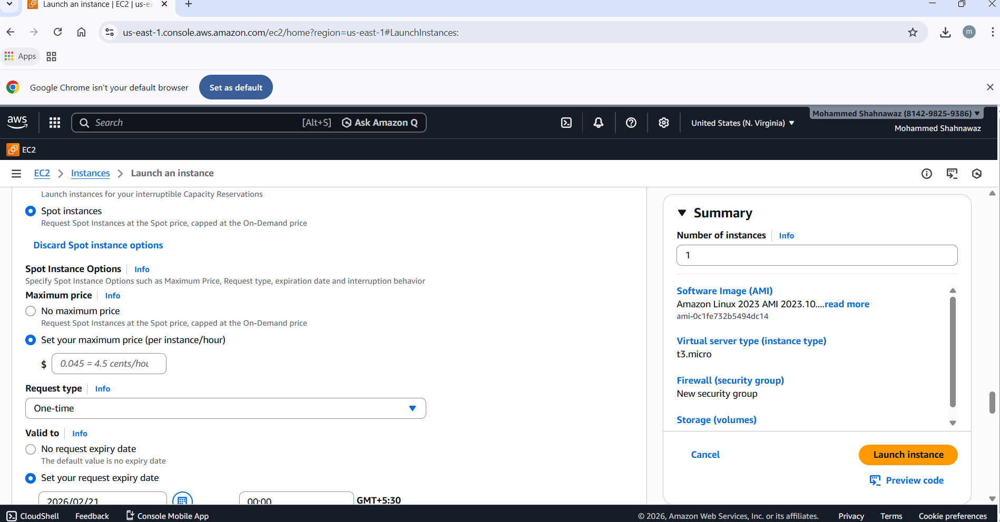 Launch an instance | EC2 | us-ea
us-east-1.console.aws.amazon.com/ec2/home?region=us-east-1#LaunchInstances:
m
Apps
Google Chrome isn't your default browser
Set as default
aws
Search
[Alt+S]
Ask Amazon Q
United States (N. Virginia)
Mohammed Shahnawaz (8142-9825-9386)
Mohammed Shahnawaz
EC2
EC2
Instances
Launch an instance
Launch instances for your interruptible Capacity Reservations
Spot instances
Request Spot Instances at the Spot price, capped at the On-Demand price
Discard Spot instance options
Spot Instance Options
Info
Specify Spot Instance Options such as Maximum Price, Request type, expiration date and interruption behavior
Maximum price
Info
No maximum price
Request Spot Instances at the Spot price, capped at the On-Demand price
Set your maximum price (per instance/hour)
$
0.045 = 4.5 cents/hou
Request type
Info
One-time
Valid to
Info
No request expiry date
The default value is no expiry date
Set your request expiry date
2026/02/21
00:00
GMT+5:30
Summary
Number of instances
Info
1
Software Image (AMI)
Amazon Linux 2023 AMI 2023.10....read more
ami-0c1fe732b5494dc14
Virtual server type (instance type)
t3.micro
Firewall (security group)
New security group
Storage (volumes)
Cancel
Launch instance
Preview code
CloudShell
Feedback
Console Mobile App
© 2026, Amazon Web Services, Inc. or its affiliates.
Privacy
Terms
Cookie preferences